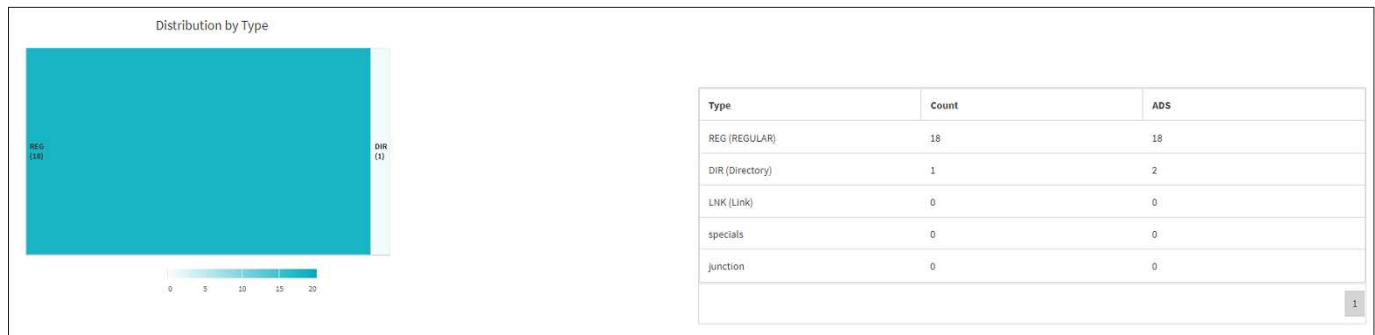 Distribution by Type
REG
(18)
DIR
(1)
0 5 10 15 20
Type Count ADS
REG (REGULAR) 18 18
DIR (Directory) 1 2
LNK (Link) 0 0
specials 0 0
junction 0 0
1